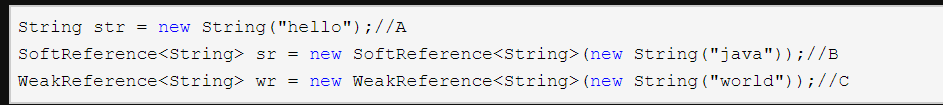 String str = new String("hello");//A
SoftReference<String> sr = new SoftReference<String>(new String("java"));//B
WeakReference<String> wr = new WeakReference<String>(new String("world"));//C